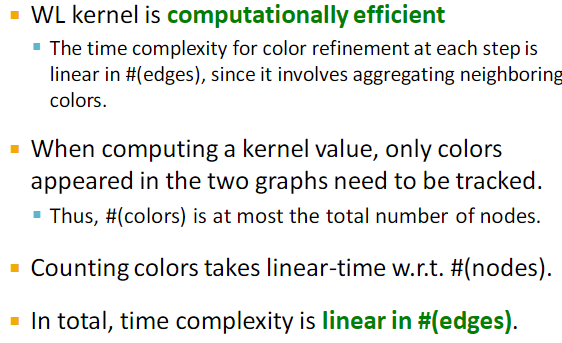 WL kernel is computationally efficient
The time complexity for color refinement at each step is
linear in #(edges), since it involves aggregating neighboring
colors.
When computing a kernel value, only colors
appeared in the two graphs need to be tracked.
Thus, #(colors) is at most the total number of nodes.
Counting colors takes linear-time w.r.t. #(nodes).
In total, time complexity is linear in #(edges).